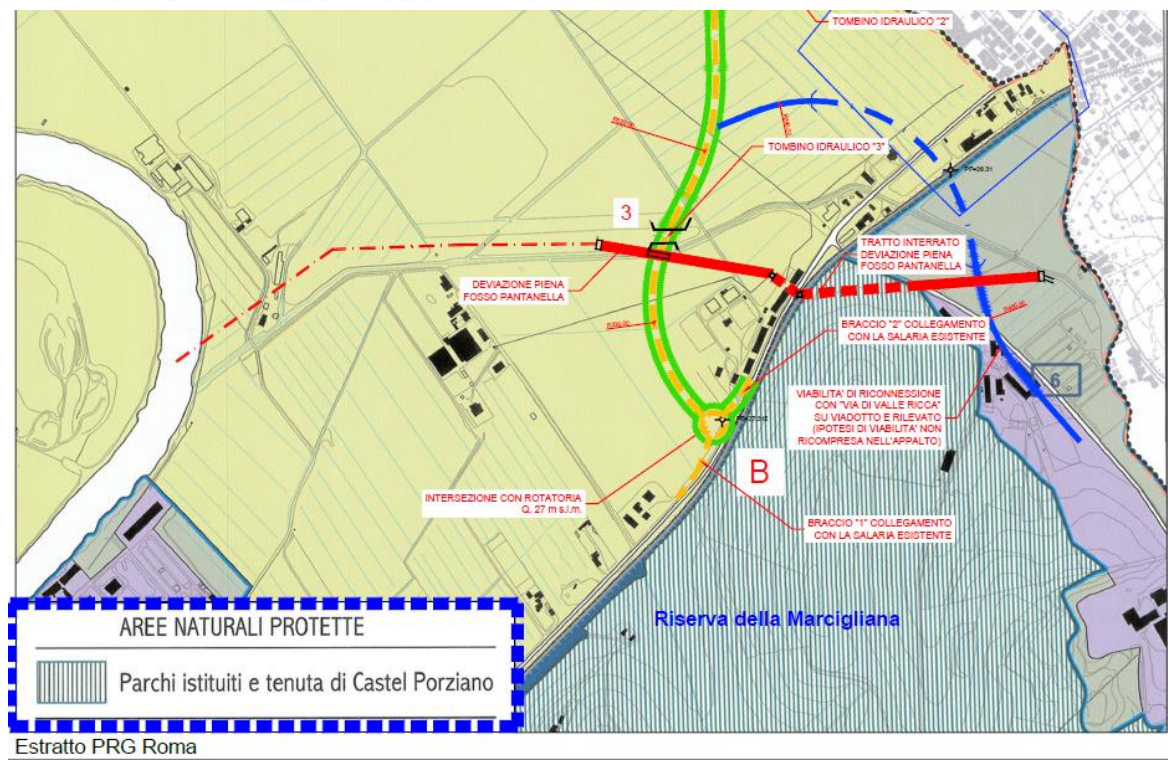 TOMBINO IDRAULICO "2"
TOMBINO IDRAULICO "3"
3
DEVIAZIONE PIENA
FOSSO PANTANELLA
TRATTO INTERRATO
DEVIAZIONE PIENA
FOSSO PANTANELLA
BRACCIO "2" COLLEGAMENTO
CON LA SALARIA ESISTENTE
6
VIABILITA' DI RICONNESSIONE
CON "VIA DI VALLE RICCA"
SU VIADOTTO E RILEVATO
(IPOTESI DI VIABILITA' NON
RICOMPRESA NELL'APPALTO)
B
INTERSEZIONE CON ROTATORIA
Q. 27 m s.l.m.
BRACCIO "1" COLLEGAMENTO
CON LA SALARIA ESISTENTE
Riserva della Marcigliana
AREE NATURALI PROTETTE
Parchi istituiti e tenuta di Castel Porziano
Estratto PRG Roma